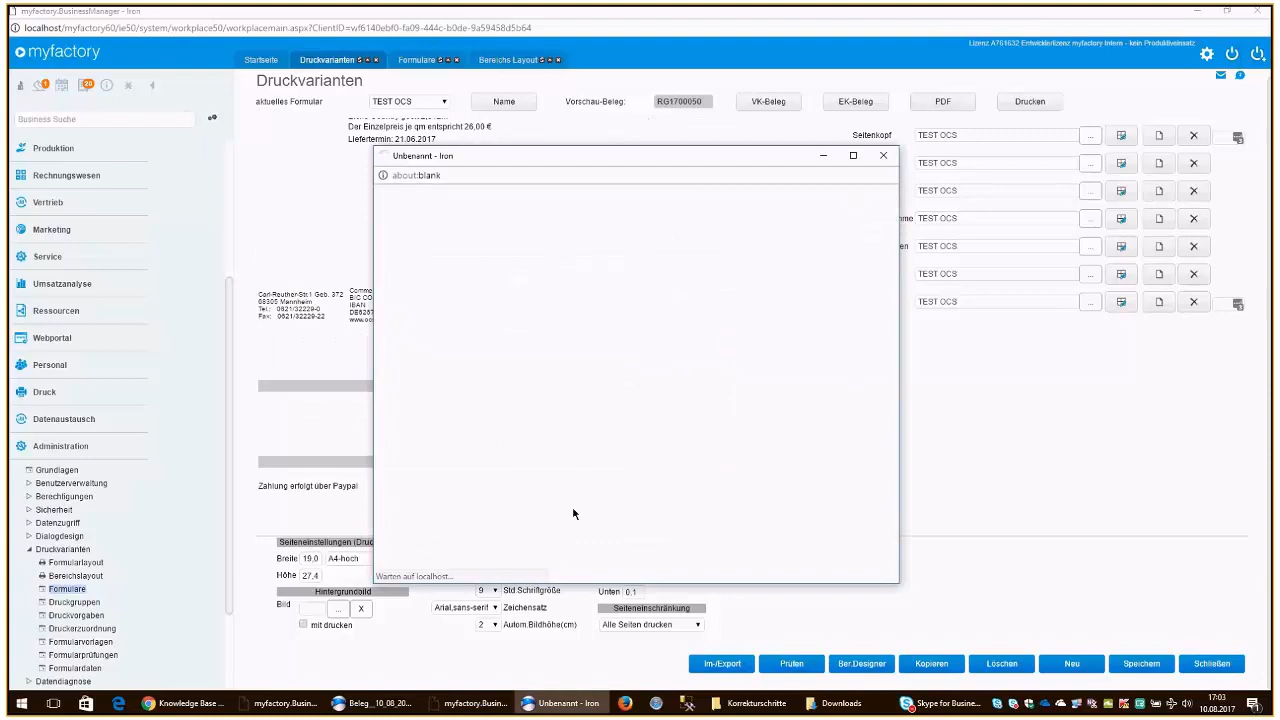 myfactory.BusinessManager - Iron
localhost/myfactory60/ie50/system/workplace50/workplacemain.aspx?ClientID=wf6140ebf0-fa09-444c-b0de-9a59458d5b64
myfactory
Startseite
Druckvarianten
Formulare
Bereichs Layout
Lizenz A761632 Entwicklerlizenz myfactory Intern - kein Produktiveinsatz
Business Suche
Produktion
Rechnungswesen
Vertrieb
Marketing
Service
Umsatzanalyse
Ressourcen
Webportal
Personal
Druck
Datenaustausch
Administration
Grundlagen
Benutzerverwaltung
Berechtigungen
Sicherheit
Datenzugriff
Dialogdesign
Druckvarianten
Formularlayout
Bereichslayout
Formulare
Druckgruppen
Druckvorgaben
Druckerzuordnung
Formularvorlagen
Formularprüfungen
Formulardaten
Datendiagnose
Druckvarianten
aktuelles Formular
TEST OCS
Name
Vorschau-Beleg:
RG1700050
VK-Beleg
EK-Beleg
PDF
Drucken
Der Einzelpreis je qm entspricht 26,00 €
Liefertermin: 21.06.2017
Seitenkopf
TEST OCS
...
TEST OCS
...
TEST OCS
...
TEST OCS
...
TEST OCS
...
TEST OCS
...
TEST OCS
...
Unbenannt - Iron
about:blank
Warten auf localhost...
Carl-Reuther-Str.1 Geb. 372
68305 Mannheim
Tel.: 0621/32229-0
Fax: 0621/32229-22
Comme
BIC CO
IBAN
DE6267
www.ocs
Zahlung erfolgt über Paypal
Seiteneinstellungen (Druc
Breite 19,0 A4-hoch
Höhe 27,4
Hintergrundbild
Bild ... X
mit drucken
9 Std.Schriftgröße
Arial,sans-serif Zeichensatz
2 Autom.Bildhöhe(cm)
Unten 0,1
Seiteneinschränkung
Alle Seiten drucken
Im-/Export
Prüfen
Ber.Designer
Kopieren
Löschen
Neu
Speichern
Schließen
Knowledge Base ...
myfactory.Busin...
Beleg__10_08_20...
myfactory.Busin...
Unbenannt - Iron
Korrekturschritte
Downloads
Skype for Busine...
17:03
10.08.2017